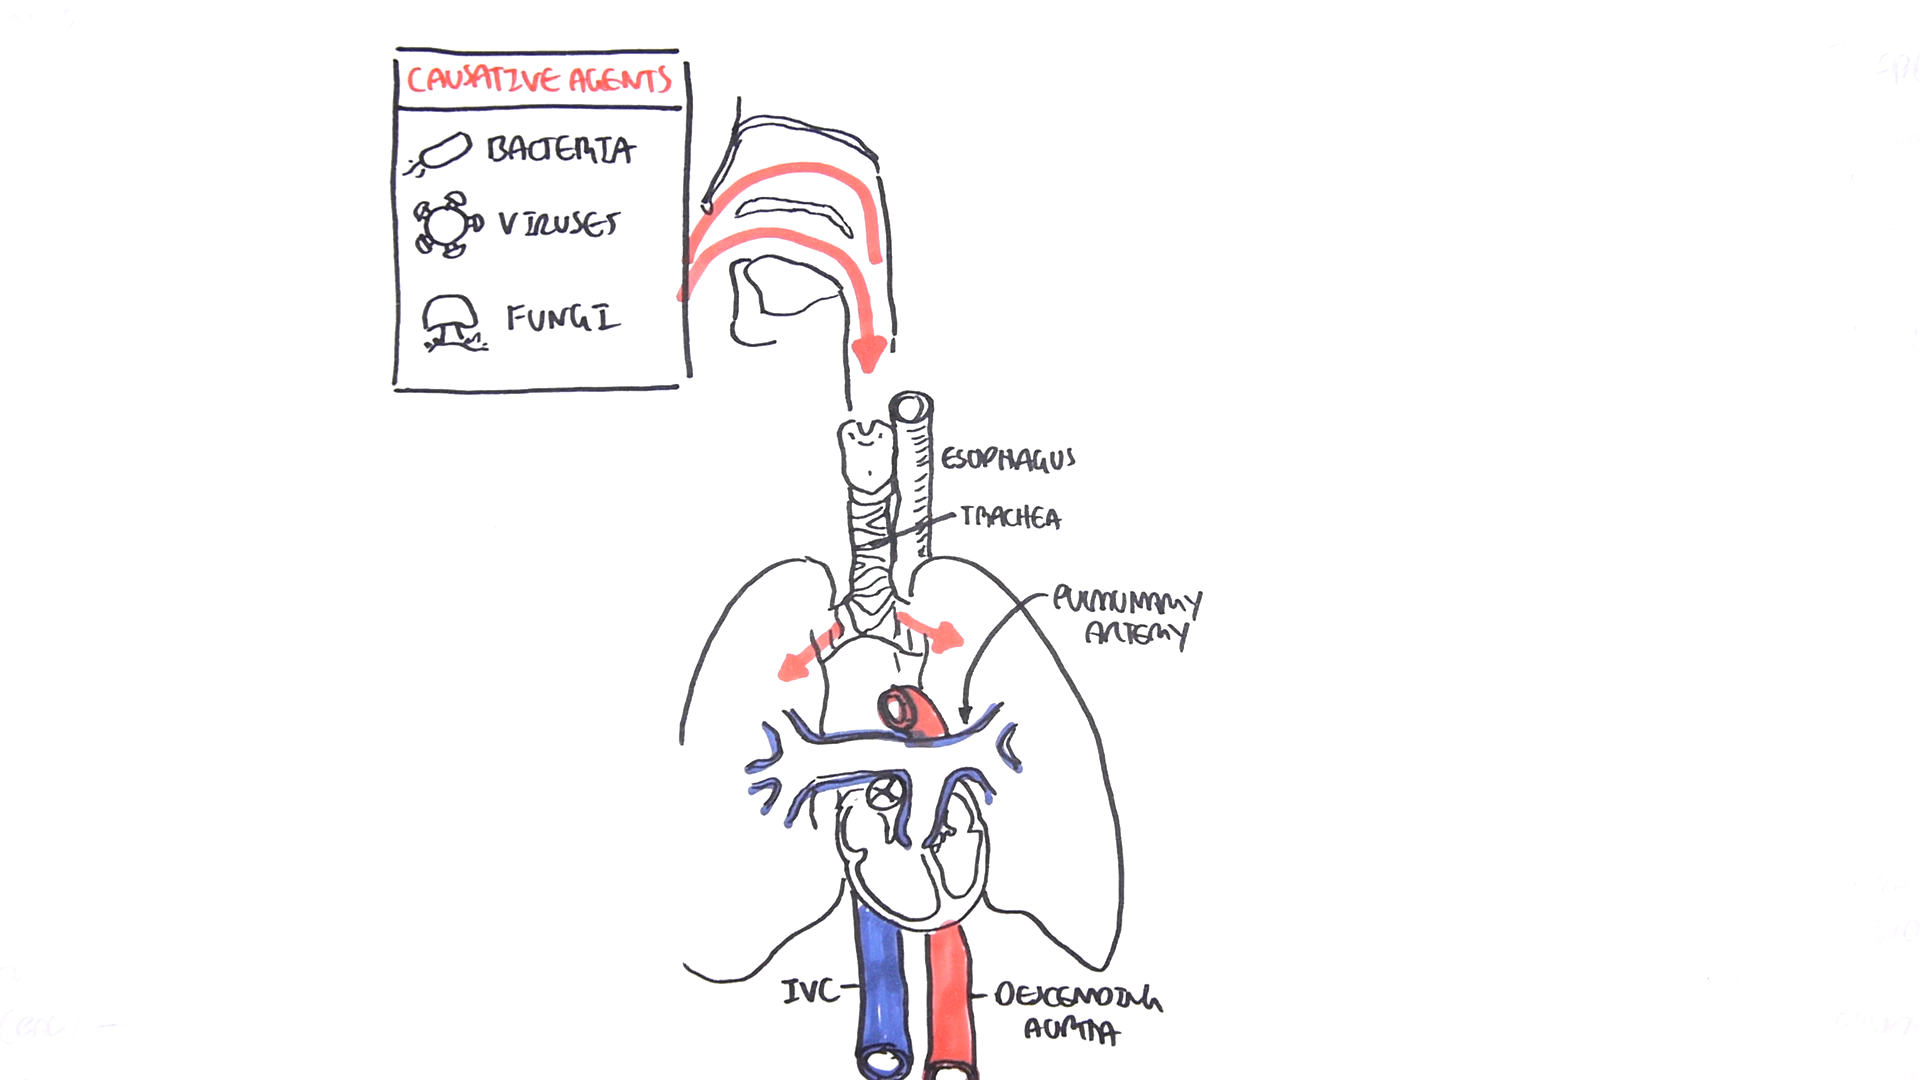 CAUSATIVE AGENTS
BACTERIA
VIRUSES
FUNGI
ESOPHAGUS
TRACHEA
PULMONARY
ARTERY
IVC
DESCENDING
AORTA